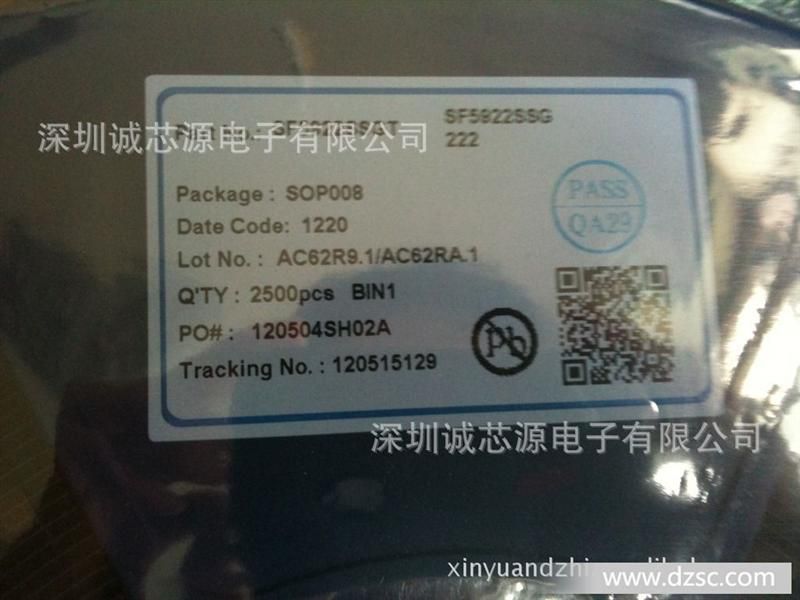 SF5922SSG
深圳诚芯源电子有限公司
222
Package : SOP008
Date Code: 1220
Lot No. : AC62R9.1/AC62RA.1
Q'TY : 2500pcs BIN1
PO# : 120504SH02A
Tracking No. : 120515129
PASS
QA29
Pb
深圳诚芯源电子有限公司
www.dzsc.com